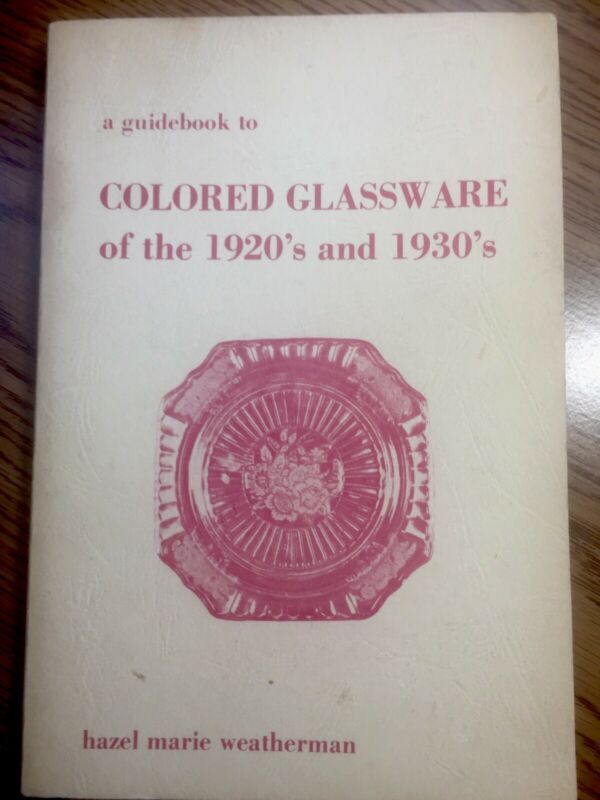 a guidebook to
COLORED GLASSWARE
of the 1920's and 1930's
hazel marie weatherman